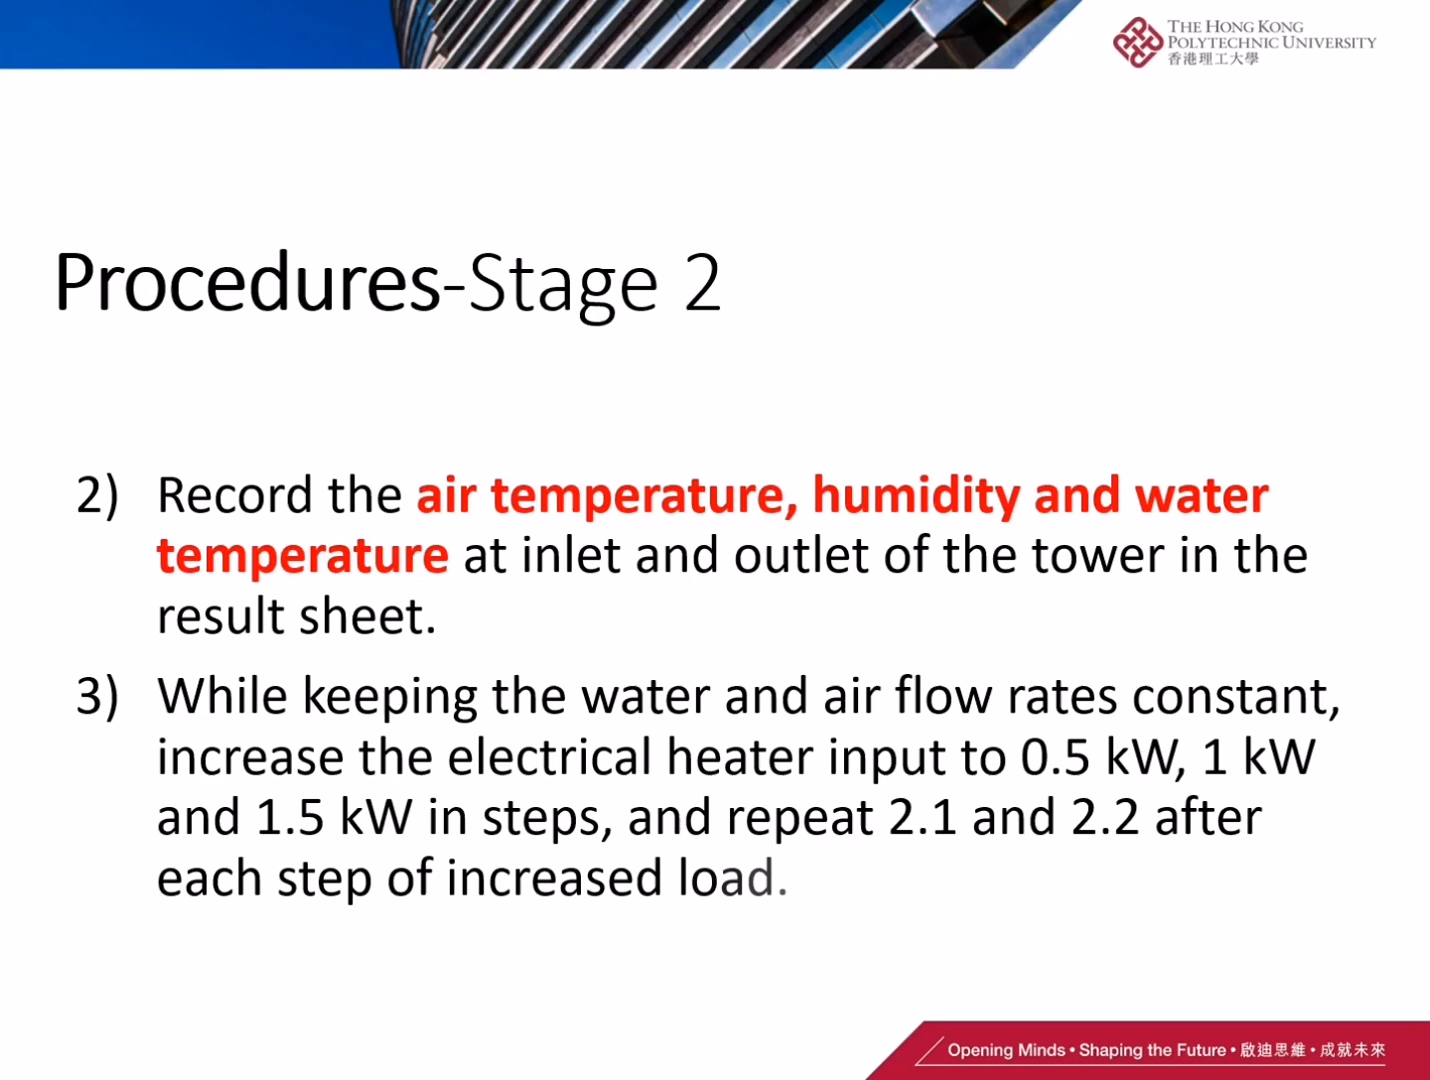 THE HONG KONG
POLYTECHNIC UNIVERSITY
香港理工大學
Procedures-Stage 2
2) Record the air temperature, humidity and water
temperature at inlet and outlet of the tower in the
result sheet.
3) While keeping the water and air flow rates constant,
increase the electrical heater input to 0.5 kW, 1 kW
and 1.5 kW in steps, and repeat 2.1 and 2.2 after
each step of increased load.
Opening Minds • Shaping the Future • 啟迪思維 • 成就未來